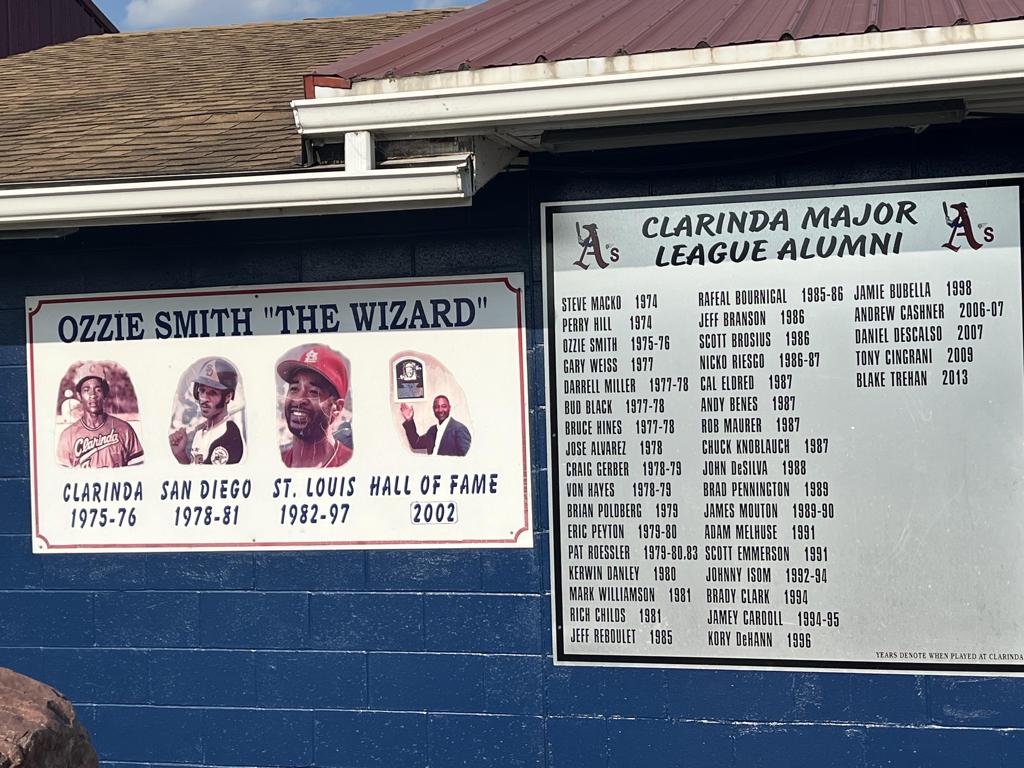 OZZIE SMITH "THE WIZARD"
Clarinda
CLARINDA
1975-76
SAN DIEGO
1978-81
ST. LOUIS
1982-97
HALL OF FAME
2002
A's
CLARINDA MAJOR
LEAGUE ALUMNI
A's
STEVE MACKO 1974
PERRY HILL 1974
OZZIE SMITH 1975-76
GARY WEISS 1977
DARRELL MILLER 1977-78
BUD BLACK 1977-78
BRUCE HINES 1977-78
JOSE ALVAREZ 1978
CRAIG GERBER 1978-79
VON HAYES 1978-79
BRIAN POLDBERG 1979
ERIC PEYTON 1979-80
PAT ROESSLER 1979-80.83
KERWIN DANLEY 1980
MARK WILLIAMSON 1981
RICH CHILDS 1981
JEFF REBOULET 1985
RAFEAL BOURNIGAL 1985-86
JEFF BRANSON 1986
SCOTT BROSIUS 1986
NICKO RIESGO 1986-87
CAL ELDRED 1987
ANDY BENES 1987
ROB MAURER 1987
CHUCK KNOBLAUCH 1987
JOHN DeSILVA 1988
BRAD PENNINGTON 1989
JAMES MOUTON 1989-90
ADAM MELHUSE 1991
SCOTT EMMERSON 1991
JOHNNY ISOM 1992-94
BRADY CLARK 1994
JAMEY CAROOLL 1994-95
KORY DeHANN 1996
JAMIE BUBELLA 1998
ANDREW CASHNER 2006-07
DANIEL DESCALSO 2007
TONY CINGRANI 2009
BLAKE TREHAN 2013
YEARS DENOTE WHEN PLAYED AT CLARINDA